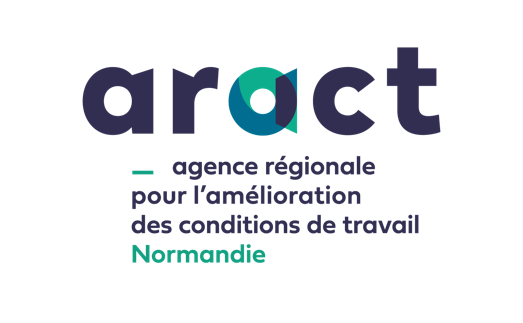 aract
_ agence régionale
pour l'amélioration
des conditions de travail
Normandie